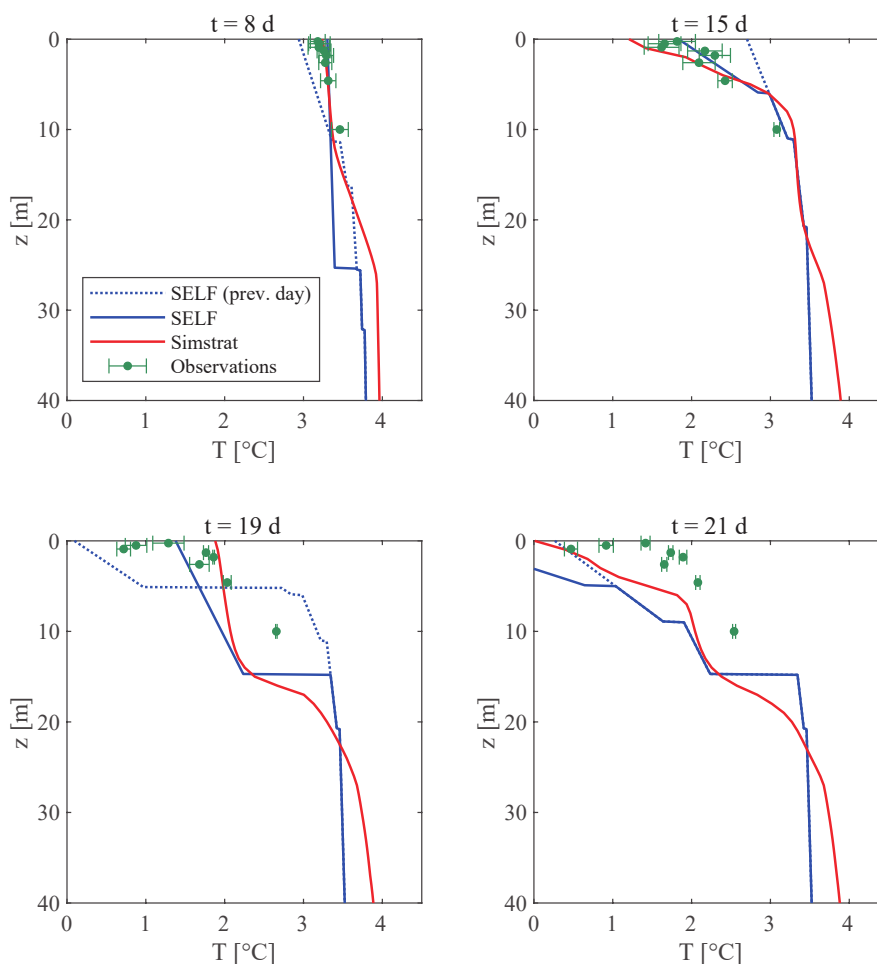 t = 8 d
t = 15 d
0
10
20
30
40
z [m]
SELF (prev. day)
SELF
Simstrat
Observations
0 1 2 3 4
T [°C]
0
10
20
30
40
z [m]
0 1 2 3 4
T [°C]
t = 19 d
t = 21 d
0
10
20
30
40
z [m]
0 1 2 3 4
T [°C]
0
10
20
30
40
z [m]
0 1 2 3 4
T [°C]